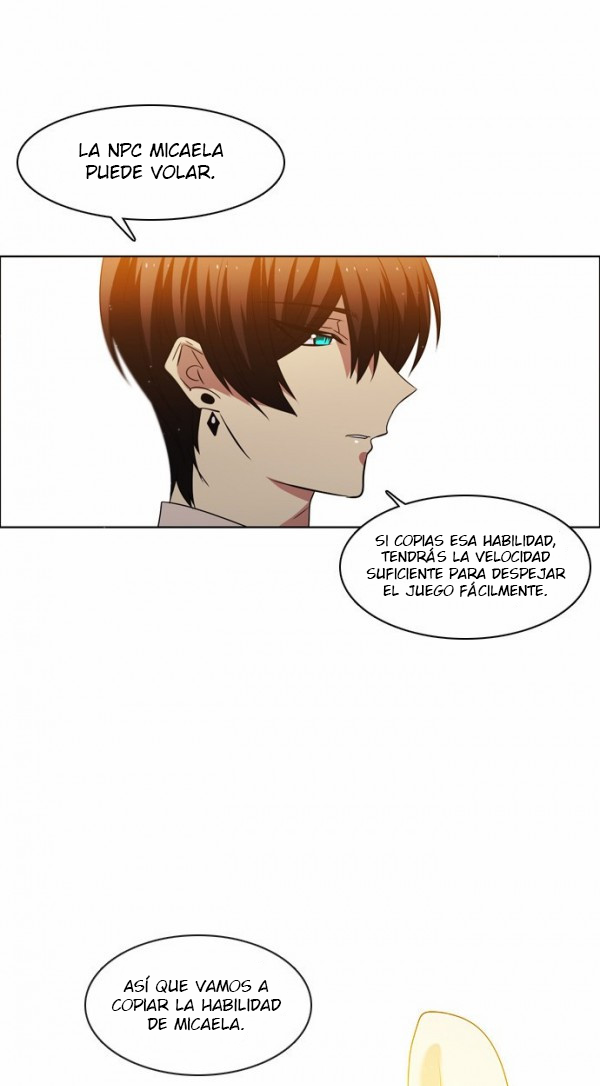 LA NPC MICAELA
PUEDE VOLAR.
SI COPIAS ESA HABILIDAD,
TENDRÁS LA VELOCIDAD
SUFICIENTE PARA DESPEJAR
EL JUEGO FÁCILMENTE.
ASÍ QUE VAMOS A
COPIAR LA HABILIDAD
DE MICAELA.